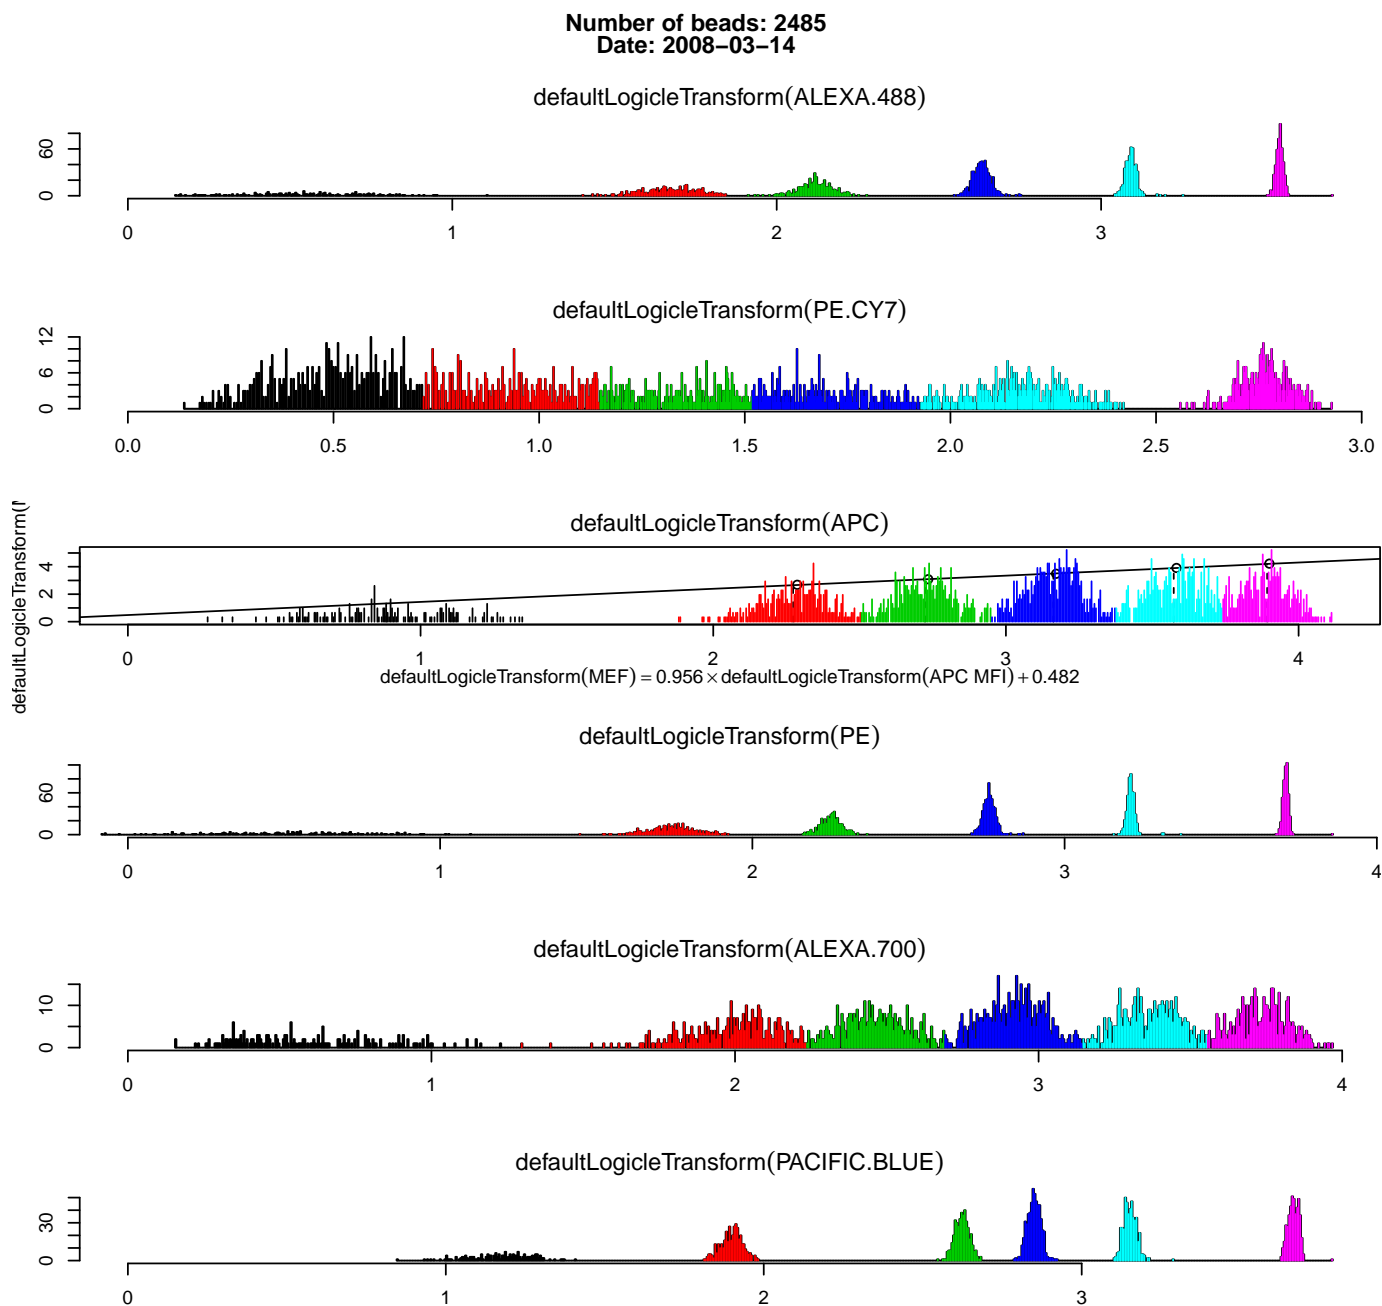 Number of beads: 2485
Date: 2008−03−14
defaultLogicleTransform(ALEXA.488)
0 60
0 1 2 3
defaultLogicleTransform(PE.CY7)
0 6 12
0.0 0.5 1.0 1.5 2.0 2.5 3.0
defaultLogicleTransform(APC)
defaultLogicleTransform(
0 2 4
0 1 2 3 4
defaultLogicleTransform(MEF) = 0.956 × defaultLogicleTransform(APC MFI) + 0.482
defaultLogicleTransform(PE)
0 60
0 1 2 3 4
defaultLogicleTransform(ALEXA.700)
0 10
0 1 2 3 4
defaultLogicleTransform(PACIFIC.BLUE)
0 30
0 1 2 3